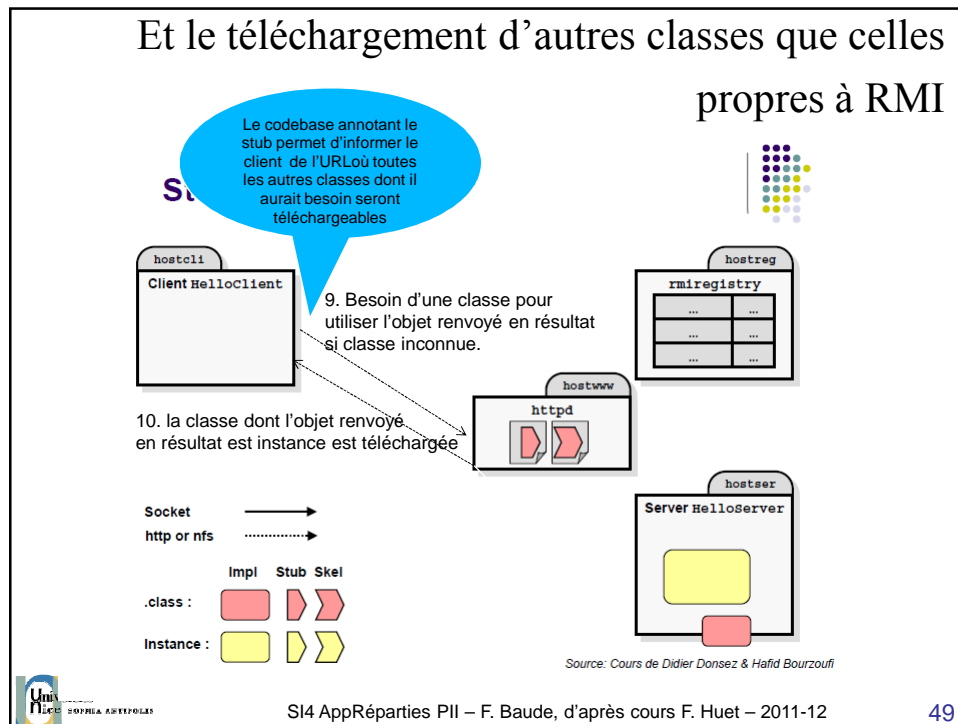 Et le téléchargement d'autres classes que celles
propres à RMI
Le codebase annotant le
stub permet d'informer le
client de l'URLoù toutes
les autres classes dont il
aurait besoin seront
téléchargeables
hostcli
Client HelloClient
9. Besoin d'une classe pour
utiliser l'objet renvoyé en résultat
si classe inconnue.
hostreg
rmiregistry
... ...
... ...
... ...
hostwww
httpd
10. la classe dont l'objet renvoyé
en résultat est instance est téléchargée
hostser
Server HelloServer
Socket
http or nfs
Impl Stub Skel
.class :
Instance :
Source: Cours de Didier Donsez & Hafid Bourzoufi
SOPHIA ANTIPOLIS
SI4 AppRéparties PII – F. Baude, d'après cours F. Huet – 2011-12
49